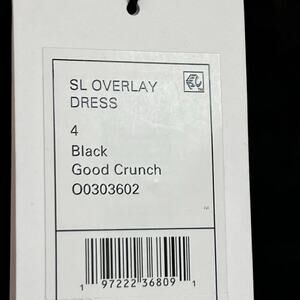 SL OVERLAY
DRESS
4
Black
Good Crunch
O0303602
1 97222 36809 1